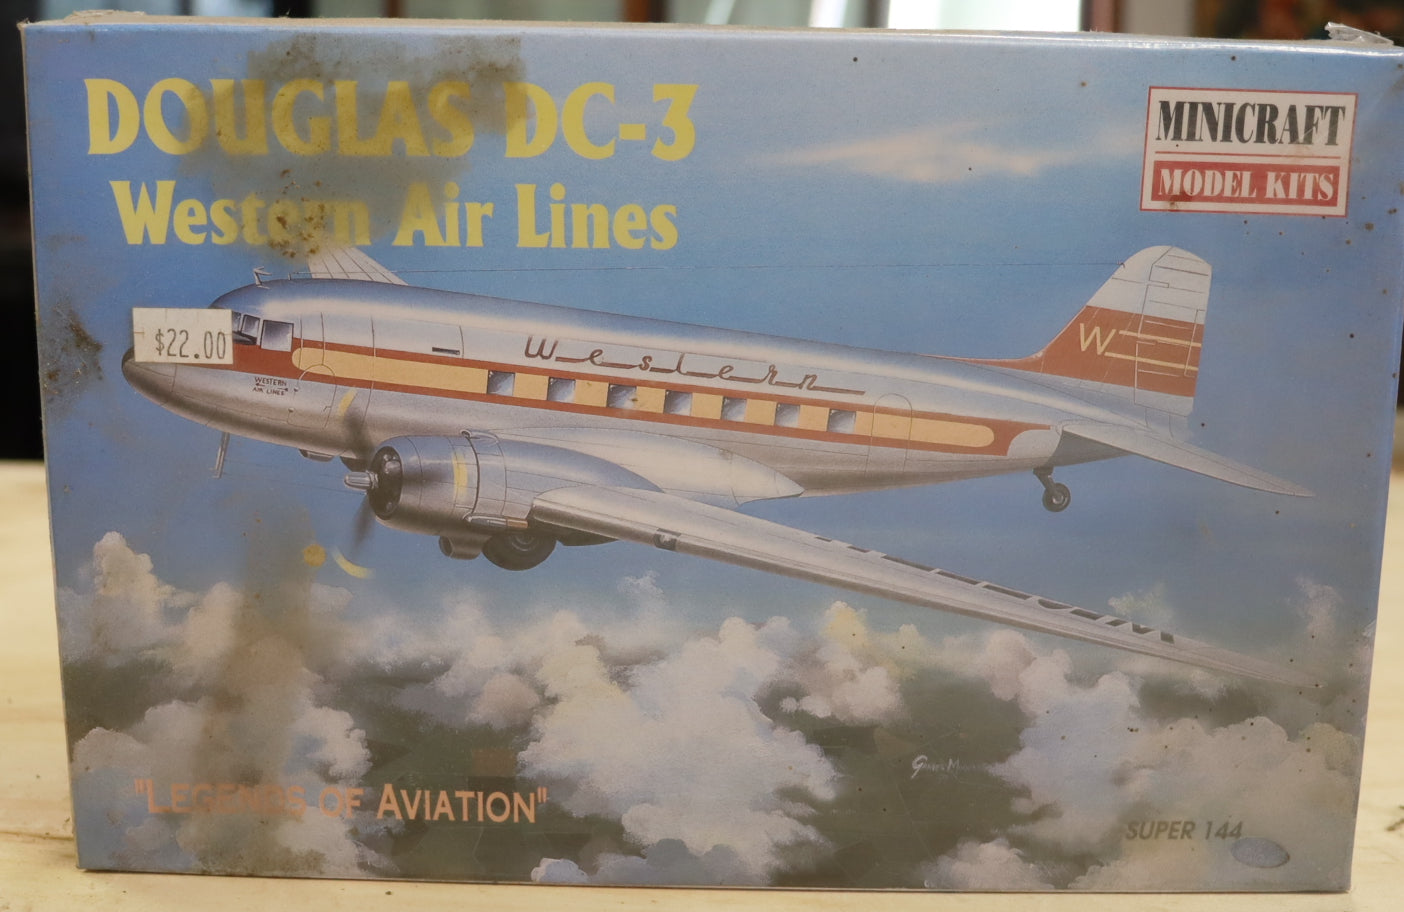 DOUGLAS DC-3
Western Air Lines
MINICRAFT
MODEL KITS
$22.00
Western
W
WESTERN
AIR LINES
"LEGENDS OF AVIATION"
SUPER 144